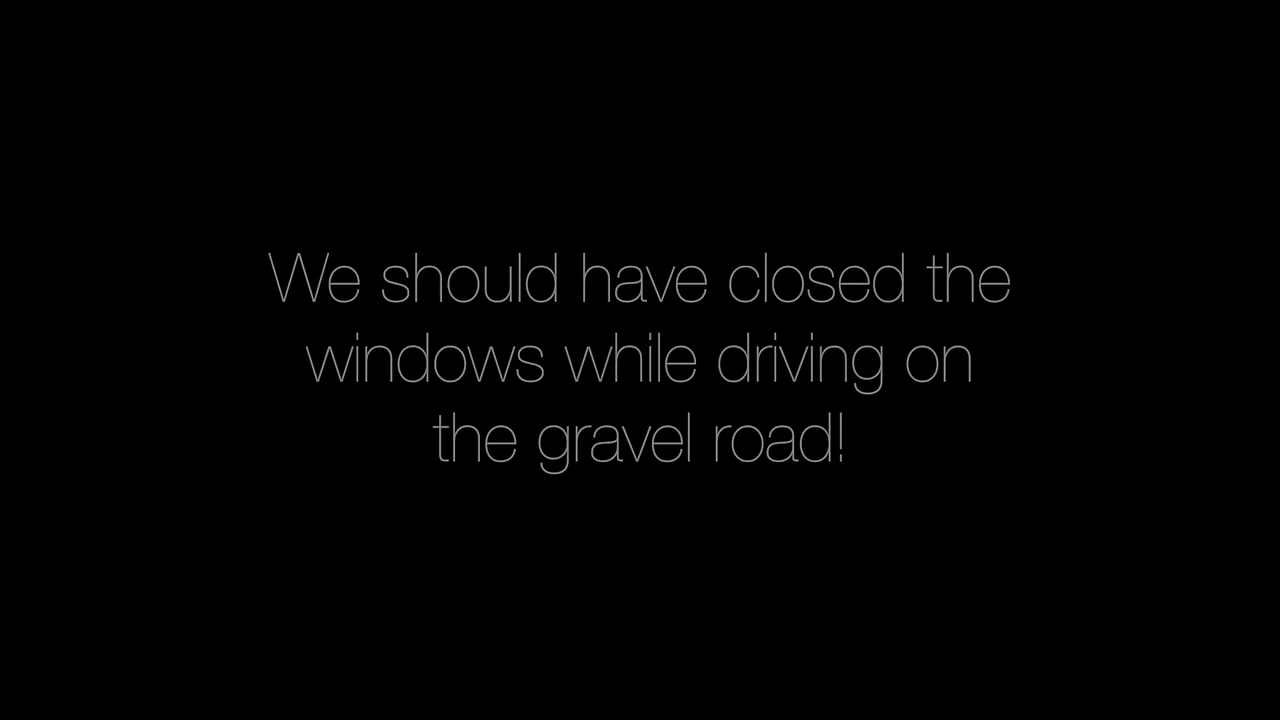 We should have closed the
windows while driving on
the gravel road!